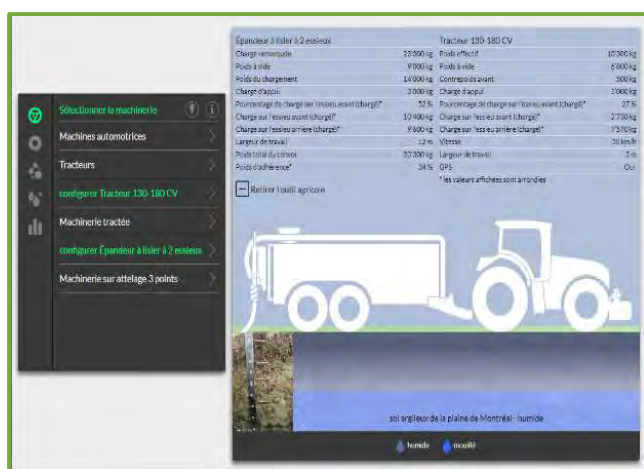 Sélectionner la machinerie
Machines automotrices
Tracteurs
configurer Tracteur 130-180 CV
Machinerie tractée
configurer Épandeur à lisier à 2 essieux
Machinerie sur attelage 3 points
Épandeur à lisier à 2 essieux
Charge remorquée 23 000 kg
Poids à vide 9 000 kg
Poids du chargement 14 000 kg
Charge d'appui 3 000 kg
Pourcentage de charge sur l'essieu avant (chargé)* 52 %
Charge sur l'essieu avant (chargé)* 10 400 kg
Charge sur l'essieu arrière (chargé)* 9 600 kg
Largeur de travail 12 m
Poids total du convoi 30 300 kg
Poids d'adhérence* 34 %
Retirer l'outil agricole
Tracteur 130-180 CV
Poids effectif 10 300 kg
Poids à vide 6 800 kg
Contrepoids avant 500 kg
Charge d'appui 3 000 kg
Pourcentage de charge sur l'essieu avant (chargé)* 27 %
Charge sur l'essieu avant (chargé)* 2 730 kg
Charge sur l'essieu arrière (chargé)* 7 570 kg
Vitesse 30 km/h
Largeur de travail 3 m
GPS Oui
* les valeurs affichées sont arrondies
sol argileux de la plaine de Montréal - humide
humide mouillé